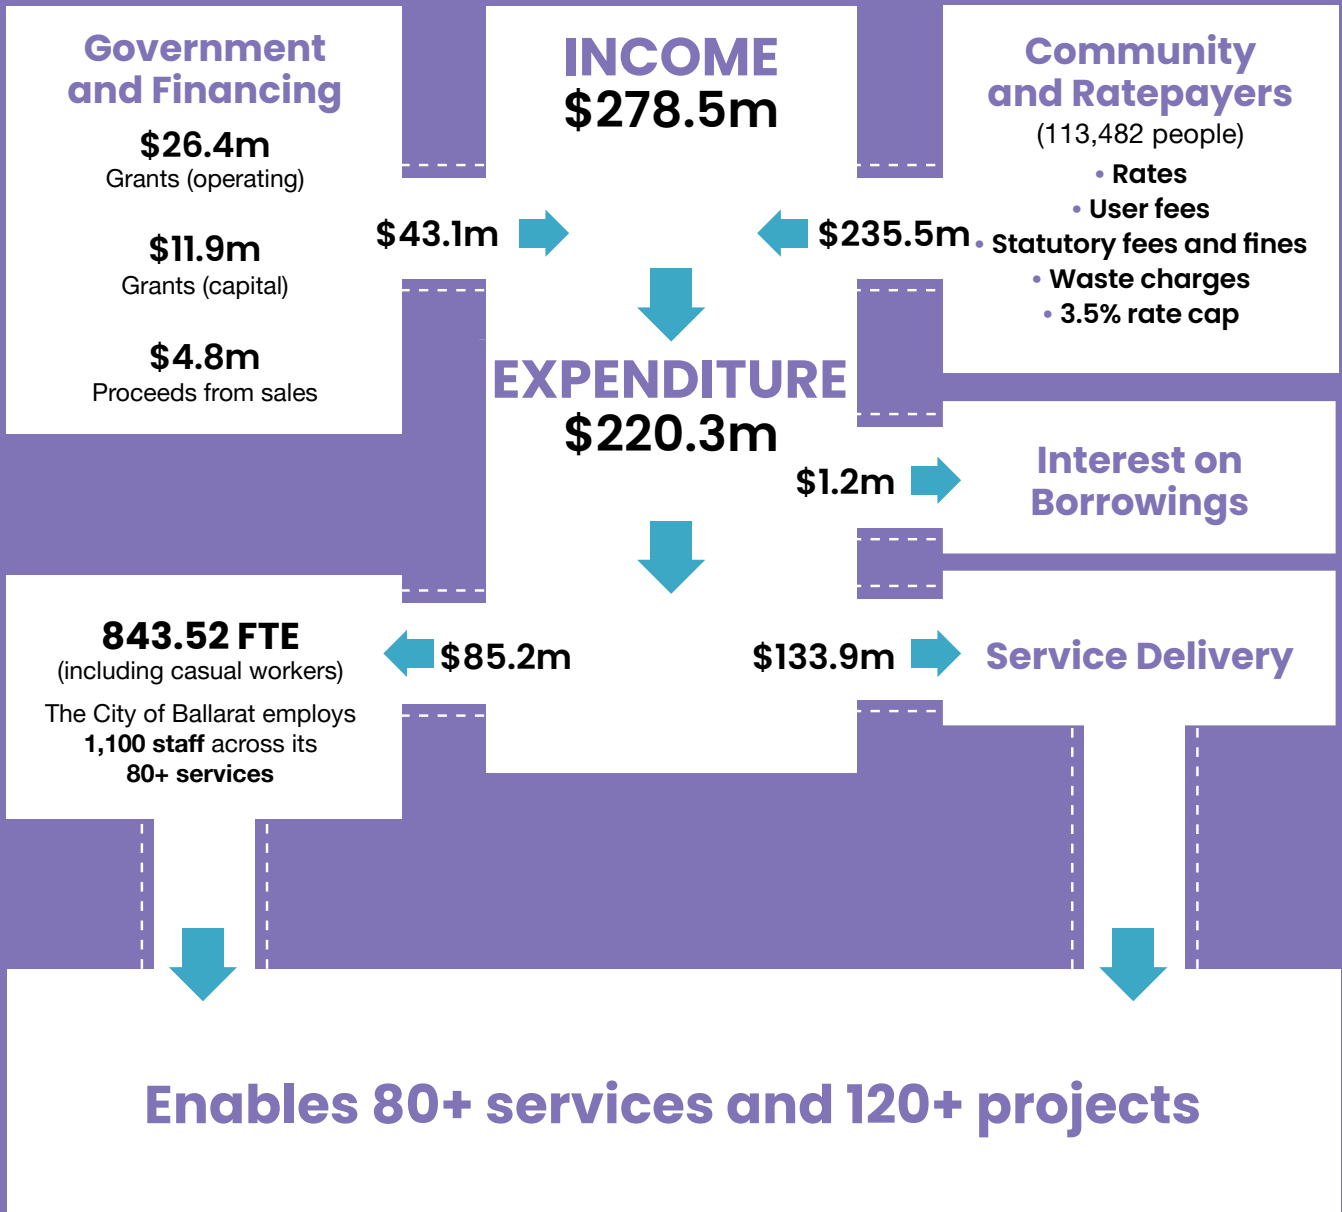 Government
and Financing
$26.4m
Grants (operating)
$11.9m
Grants (capital)
$4.8m
Proceeds from sales
$43.1m
INCOME
$278.5m
$235.5m
Community
and Ratepayers
(113,482 people)
• Rates
• User fees
• Statutory fees and fines
• Waste charges
• 3.5% rate cap
EXPENDITURE
$220.3m
$1.2m
Interest on
Borrowings
843.52 FTE
(including casual workers)
The City of Ballarat employs
1,100 staff across its
80+ services
$85.2m
$133.9m
Service Delivery
Enables 80+ services and 120+ projects